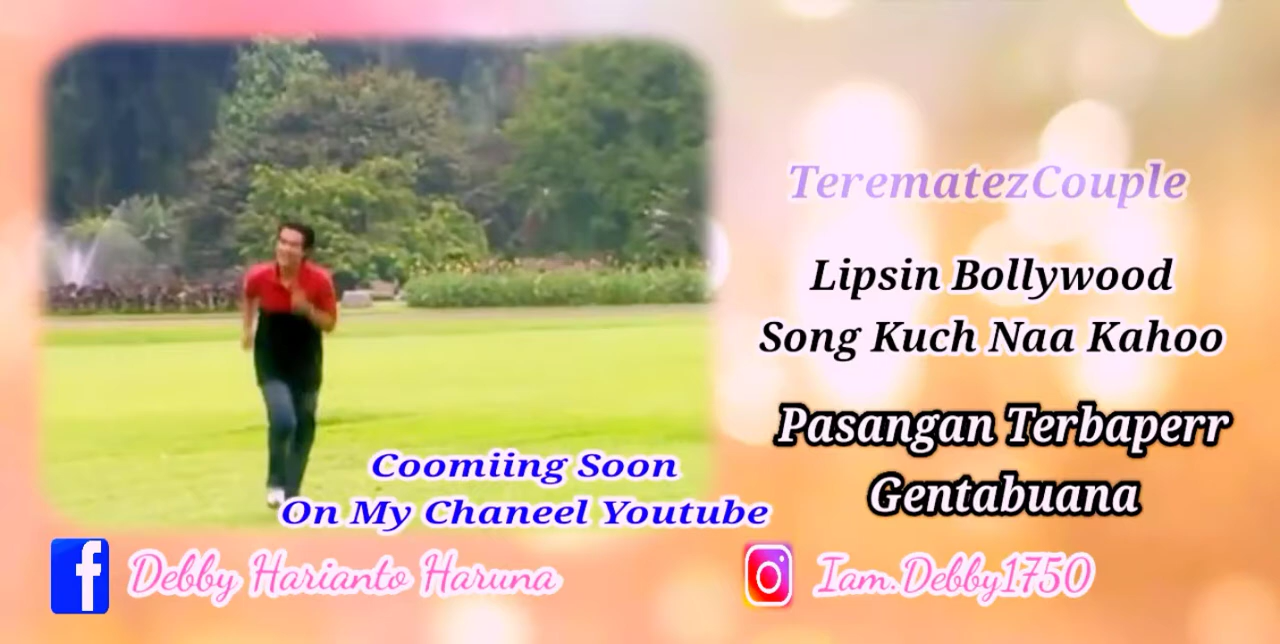 TerematezCouple
Lipsin Bollywood
Song Kuch Naa Kahoo
Pasangan Terbaperr
Gentabuana
Coomiing Soon
On My Chaneel Youtube
Debby Harianto Haruna
Iam.Debby1750